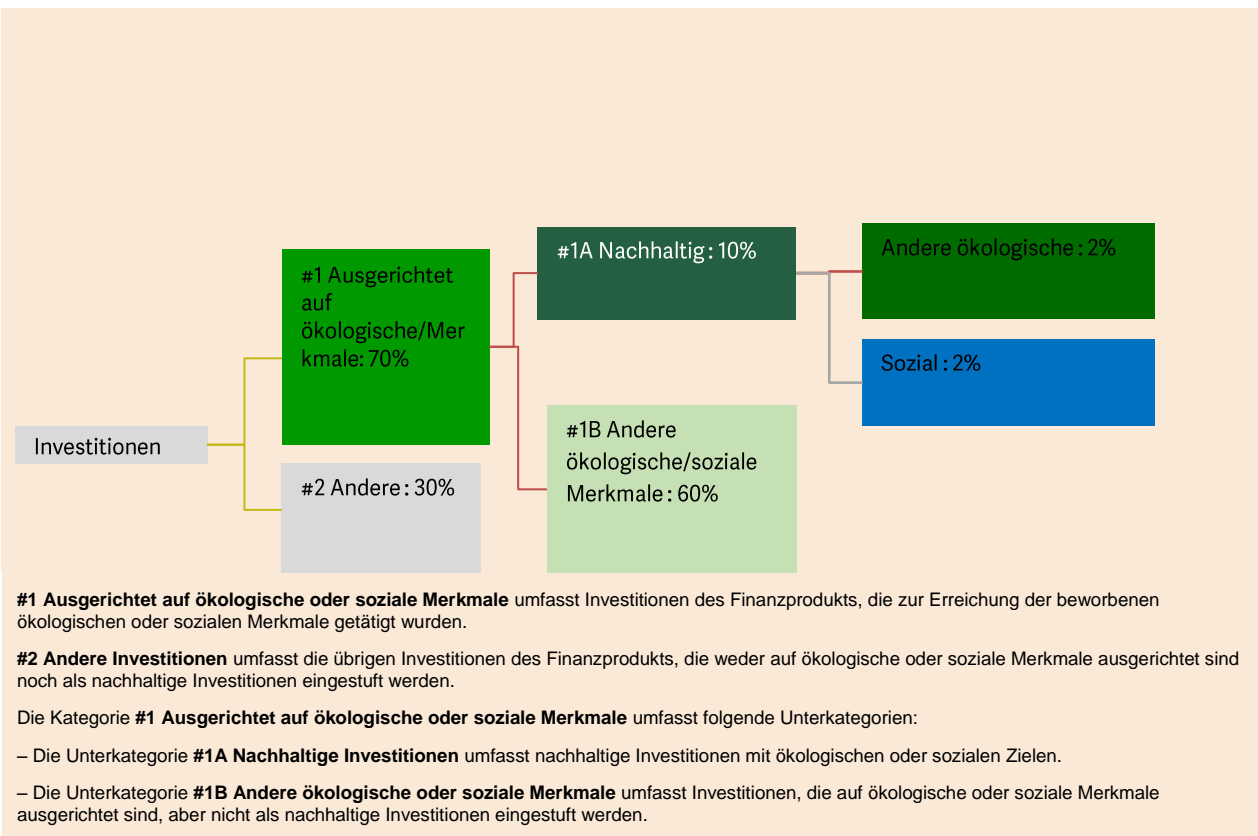 Investitionen
#1 Ausgerichtet
auf
ökologische/Mer
kmale: 70%
#2 Andere: 30%
#1A Nachhaltig: 10%
#1B Andere
ökologische/soziale
Merkmale: 60%
Andere ökologische: 2%
Sozial: 2%
#1 Ausgerichtet auf ökologische oder soziale Merkmale umfasst Investitionen des Finanzprodukts, die zur Erreichung der beworbenen
ökologischen oder sozialen Merkmale getätigt wurden.
#2 Andere Investitionen umfasst die übrigen Investitionen des Finanzprodukts, die weder auf ökologische oder soziale Merkmale ausgerichtet sind
noch als nachhaltige Investitionen eingestuft werden.
Die Kategorie #1 Ausgerichtet auf ökologische oder soziale Merkmale umfasst folgende Unterkategorien:
– Die Unterkategorie #1A Nachhaltige Investitionen umfasst nachhaltige Investitionen mit ökologischen oder sozialen Zielen.
– Die Unterkategorie #1B Andere ökologische oder soziale Merkmale umfasst Investitionen, die auf ökologische oder soziale Merkmale
ausgerichtet sind, aber nicht als nachhaltige Investitionen eingestuft werden.